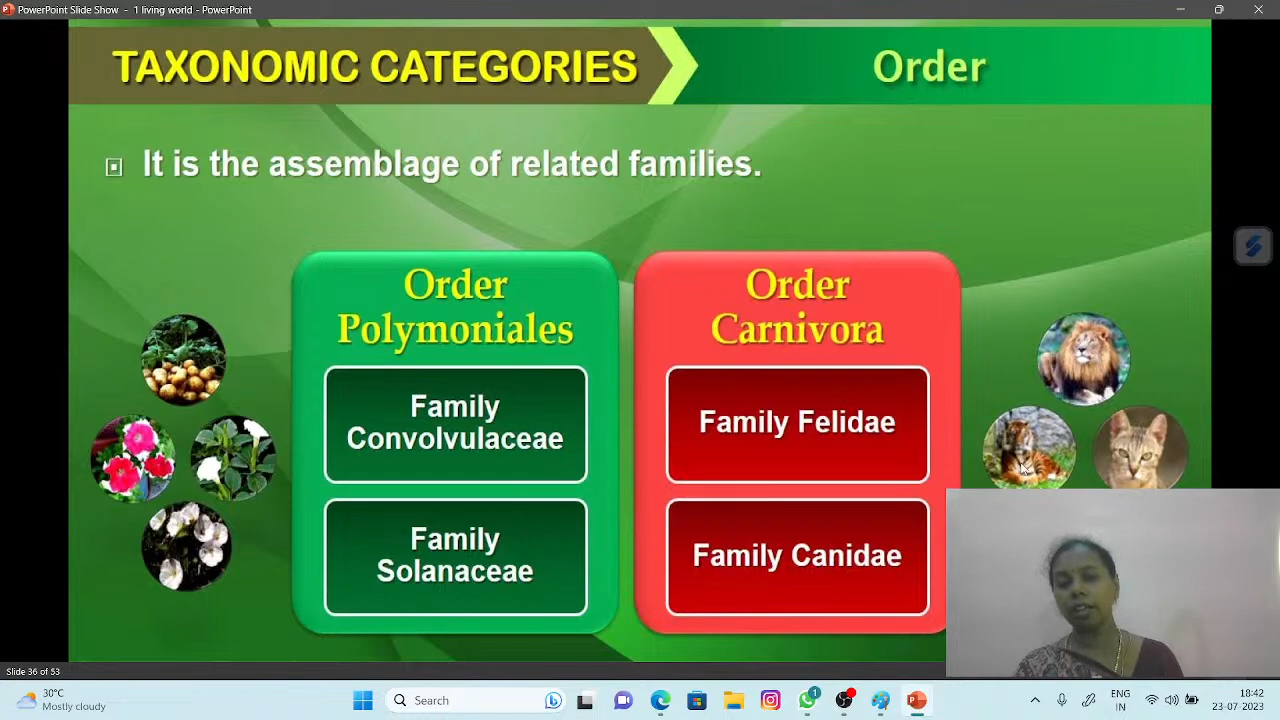 PowerPoint Slide Show - 1 living world - PowerPoint
TAXONOMIC CATEGORIES
Order
It is the assemblage of related families.
Order
Polymoniales
Family
Convolvulaceae
Family
Solanaceae
Order
Carnivora
Family Felidae
Family Canidae
Slide 36 of 53
30°C
Mostly cloudy
Search
1
ENG
IN
18:42
23-07-2023